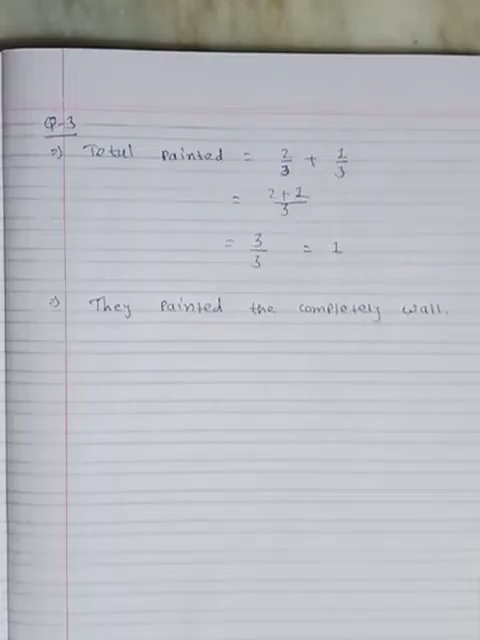 Q-3
⇒ Total Painted = 2/3 + 1/3
= 2+1/3
= 3/3 = 1
⇒ They Painted the completely wall.